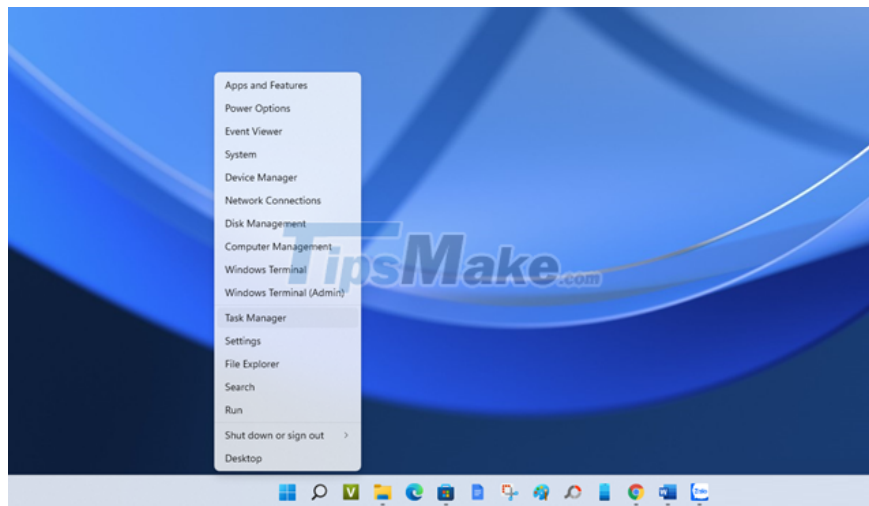 Apps and Features
Power Options
Event Viewer
System
Device Manager
Network Connections
Disk Management
Computer Management
Windows Terminal
Windows Terminal (Admin)
Task Manager
Settings
File Explorer
Search
Run
Shut down or sign out
Desktop
TipsMake.com
V
W
Zalo